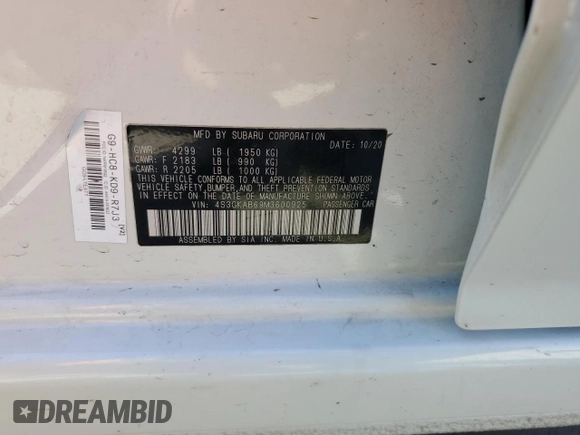 MFD BY SUBARU CORPORATION DATE: 10/20
GVWR: 4299 LB ( 1950 KG)
GAWR: F 2183 LB ( 990 KG)
GAWR: R 2205 LB ( 1000 KG)
THIS VEHICLE CONFORMS TO ALL APPLICABLE FEDERAL MOTOR
VEHICLE SAFETY, BUMPER, AND THEFT PREVENTION STANDARDS
IN EFFECT ON THE DATE OF MANUFACTURE SHOWN ABOVE.
VIN: 4S3GKAB69M3600925 PASSENGER CAR
ASSEMBLED BY SIA INC. MADE IN U.S.A.
G9-HC8-K09-R7J3 [V2]
DREAMBID